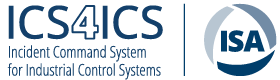 ICS4ICS
Incident Command System
for Industrial Control Systems
ISA